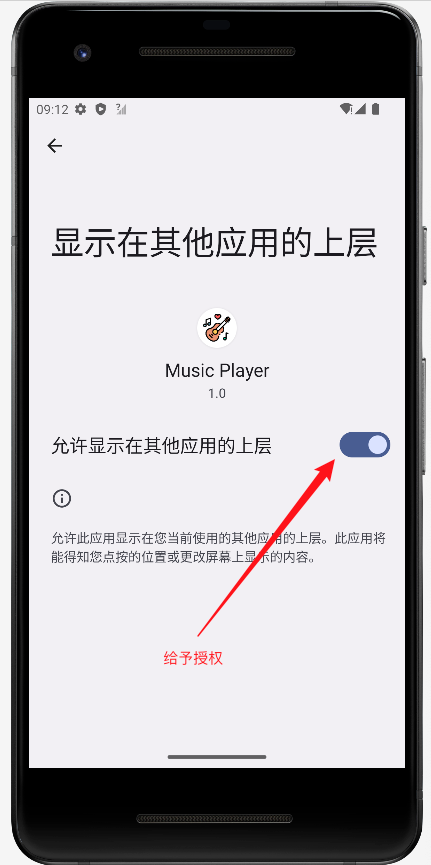 09:12
显示在其他应用的上层
Music Player
1.0
允许显示在其他应用的上层
允许此应用显示在您当前使用的其他应用的上层。此应用将
能得知您点按的位置或更改屏幕上显示的内容。
给予授权